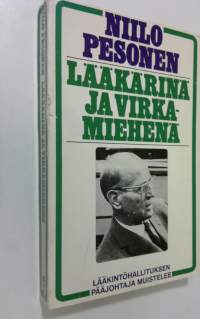 NIILO
PESONEN
LÄÄKÄRINÄ
JA VIRKA-
MIEHENÄ
LÄÄKINTÖHALLITUKSEN
PÄÄJOHTAJA MUISTELEE